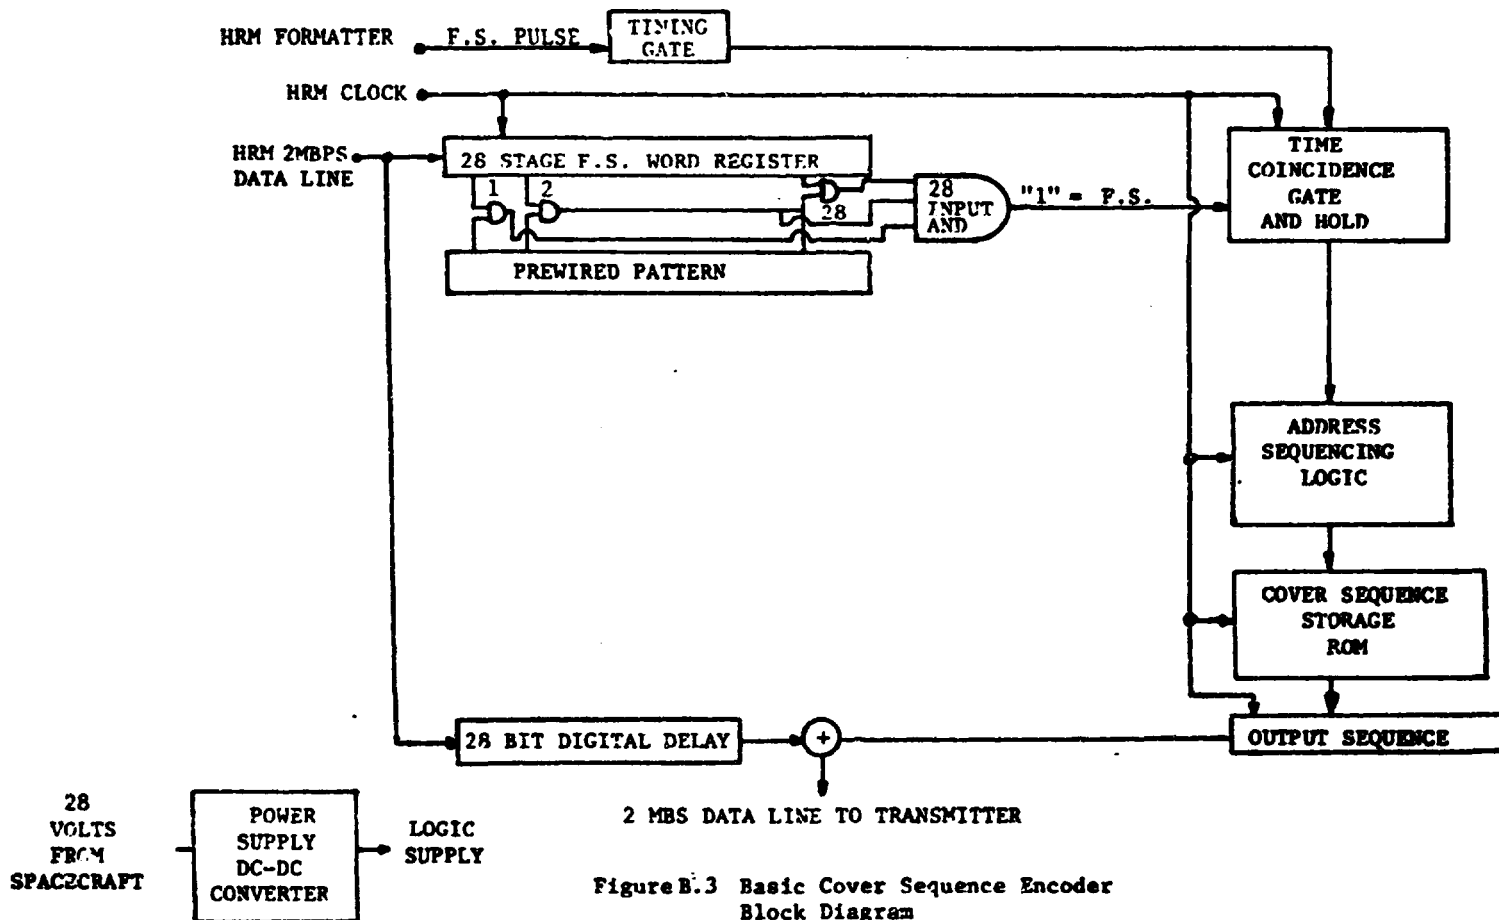 HRM FORMATTER
F.S. PULSE
TIMING
GATE
HRM CLOCK
HRM 2MBPS
DATA LINE
28 STAGE F.S. WORD REGISTER
1
2
28
28
INPUT
AND
"1" = F.S.
TIME
COINCIDENCE
GATE
AND HOLD
PREWIRED PATTERN
ADDRESS
SEQUENCING
LOGIC
COVER SEQUENCE
STORAGE
ROM
28 BIT DIGITAL DELAY
+
OUTPUT SEQUENCE
2 MBS DATA LINE TO TRANSMITTER
28
VOLTS
FROM
SPACECRAFT
POWER
SUPPLY
DC-DC
CONVERTER
LOGIC
SUPPLY
Figure B.3 Basic Cover Sequence Encoder
Block Diagram